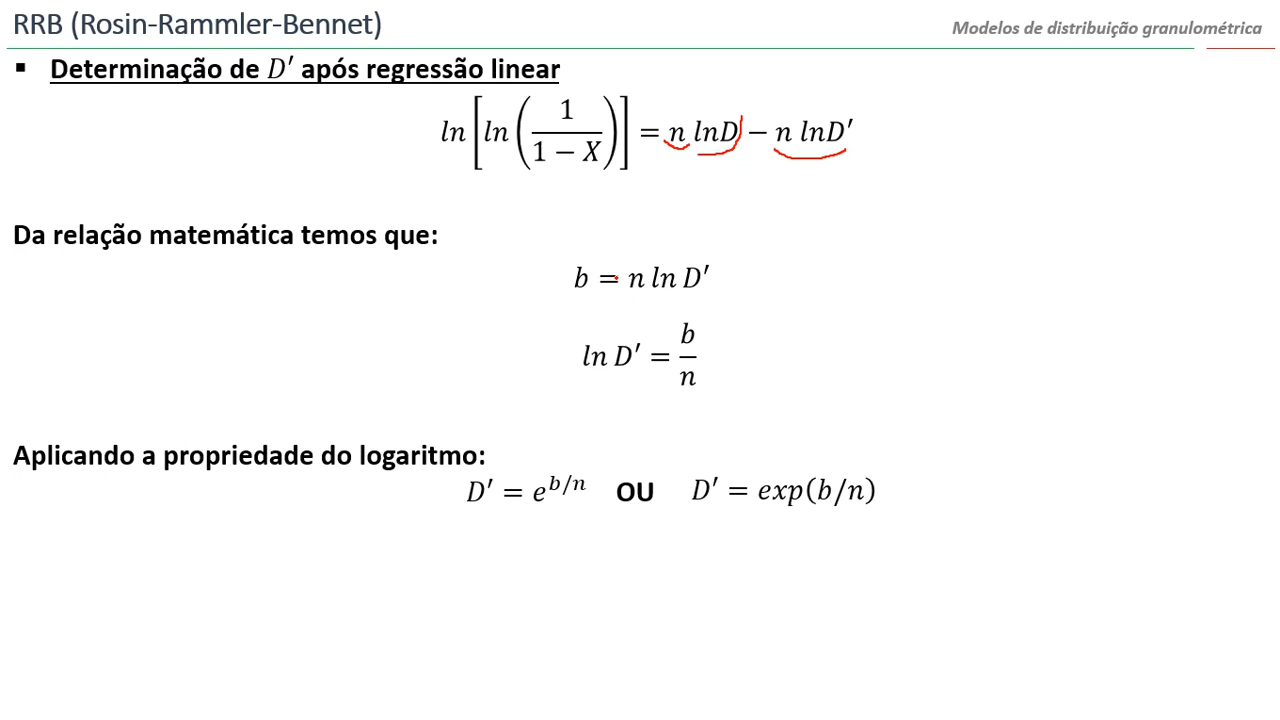 RRB (Rosin-Rammler-Bennet)
Modelos de distribuição granulométrica
▪ Determinação de D′ após regressão linear
ln[ln(1/(1 − X))] = n lnD − n lnD′
Da relação matemática temos que:
b = n ln D′
ln D′ = b/n
Aplicando a propriedade do logaritmo:
D′ = e^(b/n) OU D′ = exp(b/n)